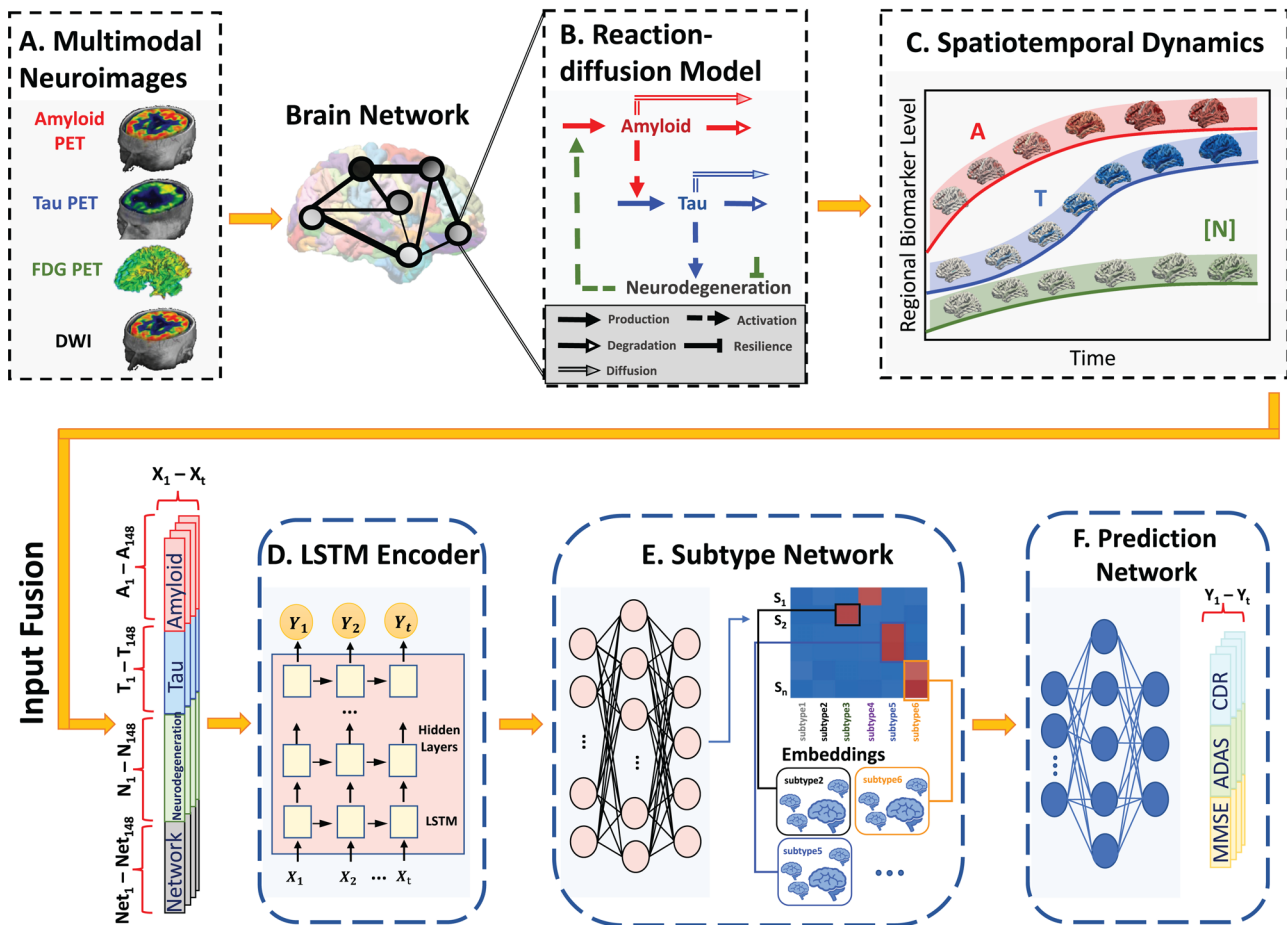 A. Multimodal
Neuroimages
Amyloid
PET
Tau PET
FDG PET
DWI
Brain Network
B. Reaction-
diffusion Model
Amyloid
Tau
Neurodegeneration
Production
Activation
Degradation
Resilience
Diffusion
C. Spatiotemporal Dynamics
Regional Biomarker Level
A
T
[N]
Time
Input Fusion
X1 – Xt
A1 – A148
T1 – T148
N1 – N148
Net1 – Net148
Amyloid
Tau
Neurodegeneration
Network
D. LSTM Encoder
Y1 Y2 Yt
...
Hidden
Layers
LSTM
X1 X2 ... Xt
E. Subtype Network
S1
S2
Sn
subtype1
subtype2
subtype3
subtype4
subtype5
subtype6
Embeddings
subtype2
subtype6
subtype5
F. Prediction
Network
Y1 – Yt
CDR
ADAS
MMSE